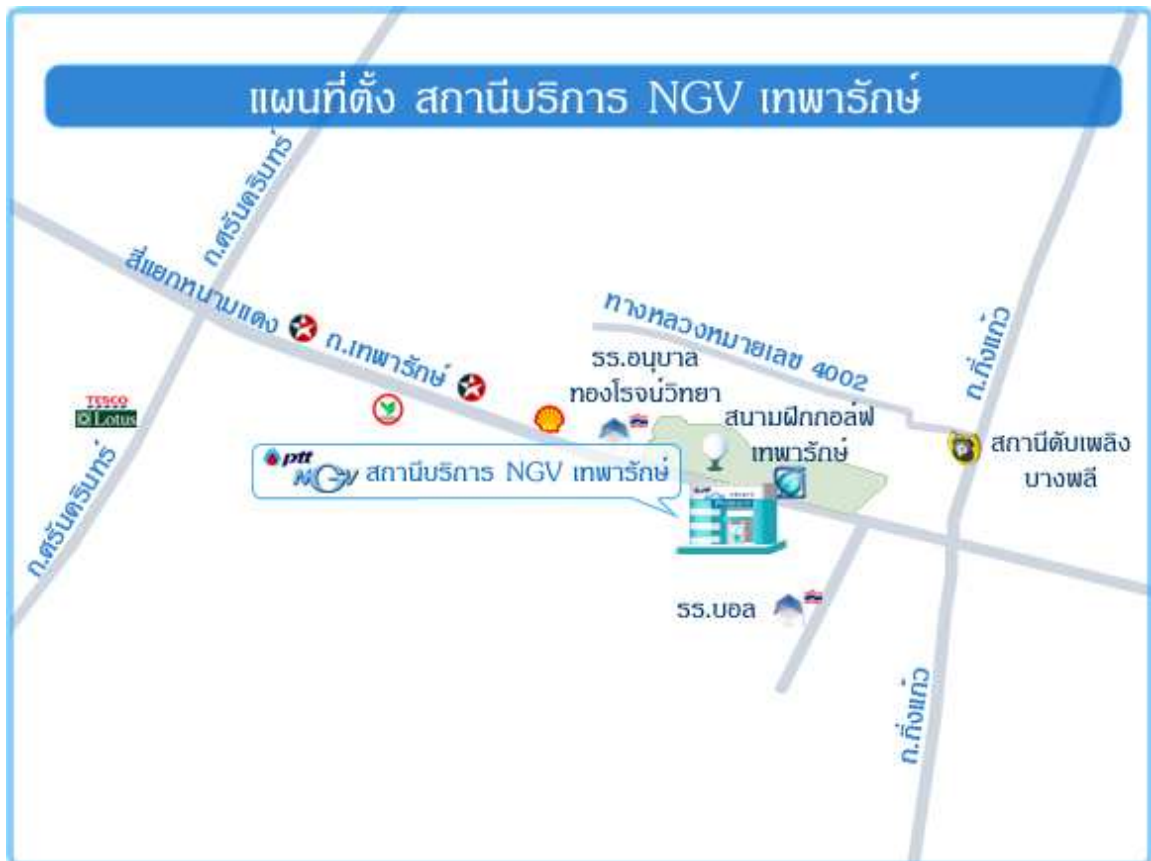 แผนที่ตั้ง สถานีบริการ NGV เทพารักษ์
ถ.ศรีนครินทร์
สี่แยกหนามแดง
ถ.เทพารักษ์
ทางหลวงหมายเลข 4002
ถ.กิ่งแก้ว
รร.อนุบาล
ทองโรจน์วิทยา
สนามฝึกกอล์ฟ
เทพารักษ์
สถานีดับเพลิง
บางพลี
TESCO
Lotus
ptt
NGV
สถานีบริการ NGV เทพารักษ์
ถ.ศรีนครินทร์
รร.บอล
ถ.กิ่งแก้ว